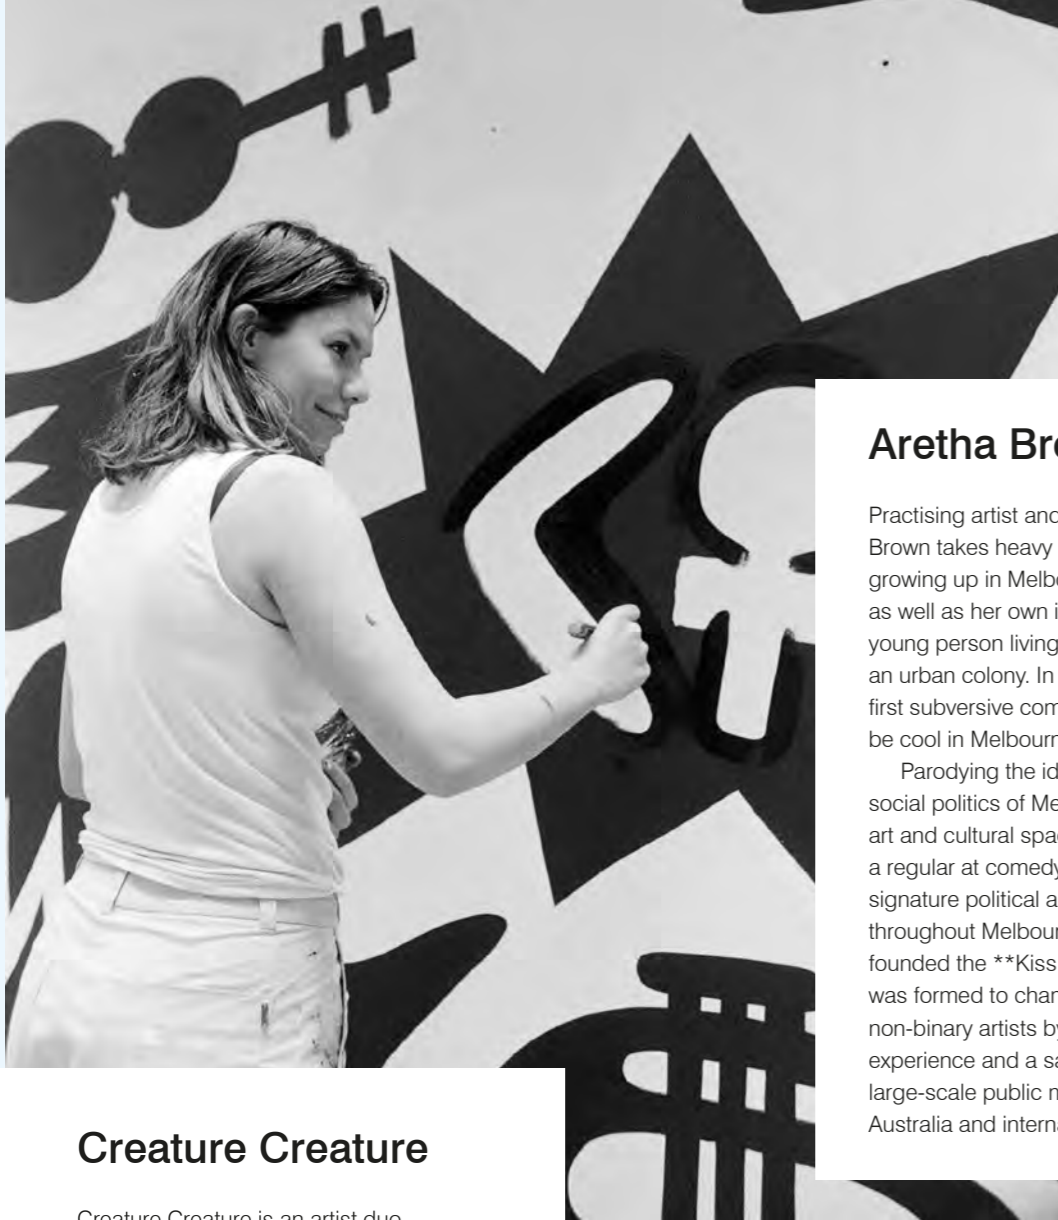 Aretha Bro
Practising artist and
Brown takes heavy
growing up in Melbo
as well as her own i
young person living
an urban colony. In
first subversive com
be cool in Melbourn
Parodying the id
social politics of Me
art and cultural spa
a regular at comedy
signature political a
throughout Melbour
founded the **Kiss
was formed to chan
non-binary artists by
experience and a sa
large-scale public m
Australia and interna
Creature Creature
Creature Creature is an artist duo